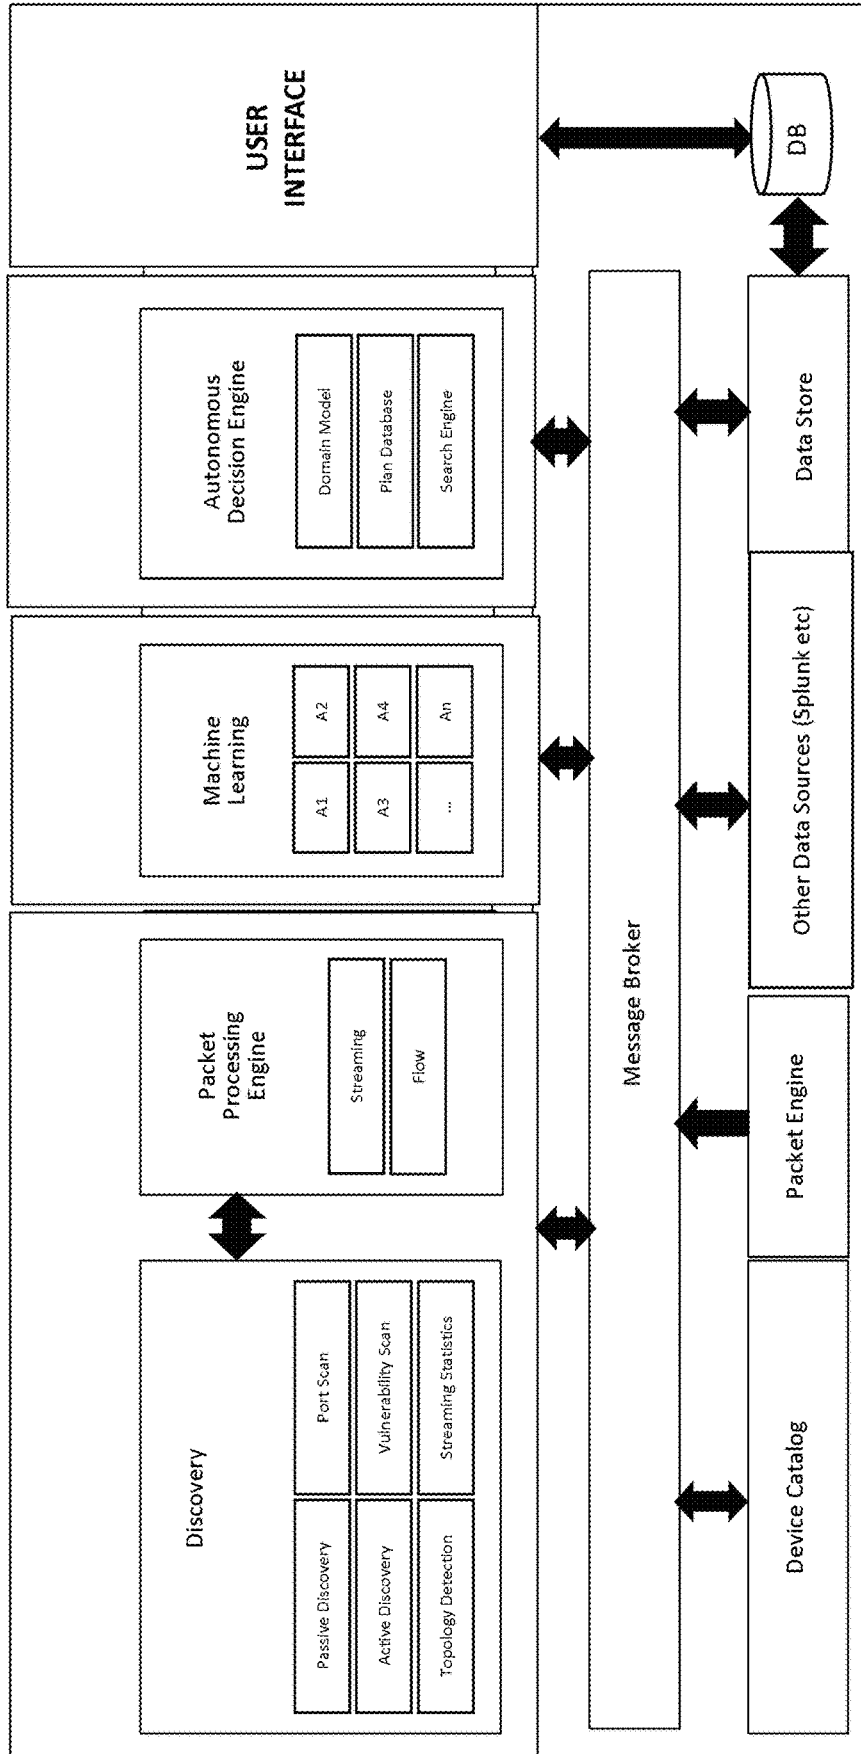 Discovery
Passive Discovery
Port Scan
Active Discovery
Vulnerability Scan
Topology Detection
Streaming Statistics
Packet
Processing
Engine
Streaming
Flow
Machine
Learning
A1
A2
A3
A4
...
An
Autonomous
Decision Engine
Domain Model
Plan Database
Search Engine
USER
INTERFACE
Message Broker
Device Catalog
Packet Engine
Other Data Sources (Splunk etc)
Data Store
DB